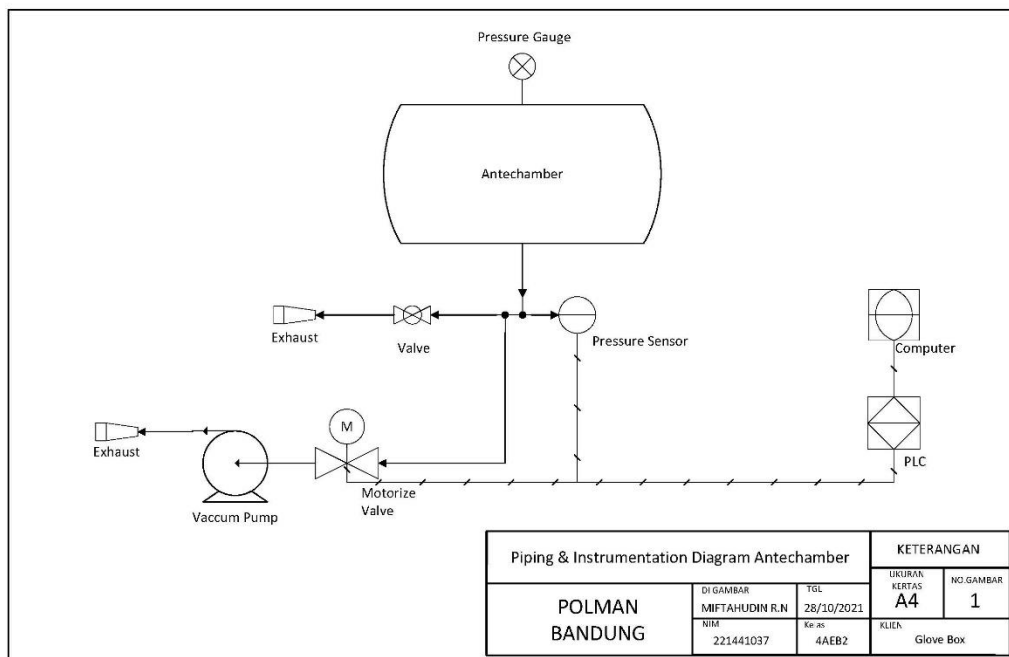 Pressure Gauge
Antechamber
Exhaust
Valve
Pressure Sensor
Computer
M
Exhaust
PLC
Motorize
Valve
Vaccum Pump
Piping & Instrumentation Diagram Antechamber
KETERANGAN
POLMAN
BANDUNG
DI GAMBAR
MIFTAHUDIN R.N
TGL
28/10/2021
UKURAN
KERTAS
A4
NO.GAMBAR
1
NIM
221441037
Ke as
4AEB2
KLIEN
Glove Box